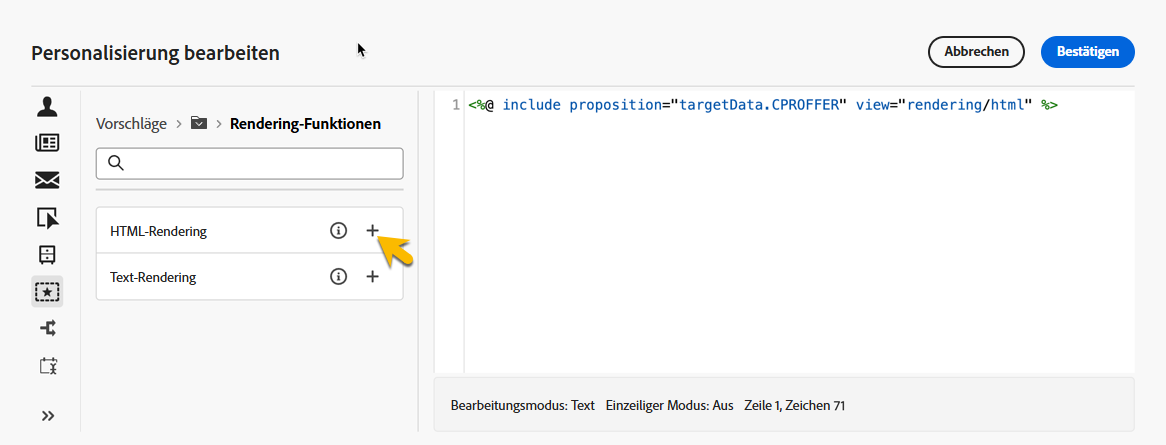 Personalisierung bearbeiten
Abbrechen
Bestätigen
Vorschläge > > Rendering-Funktionen
HTML-Rendering
Text-Rendering
1 <%@ include proposition="targetData.CPROFFER" view="rendering/html" %>
Bearbeitungsmodus: Text Einzeiliger Modus: Aus Zeile 1, Zeichen 71